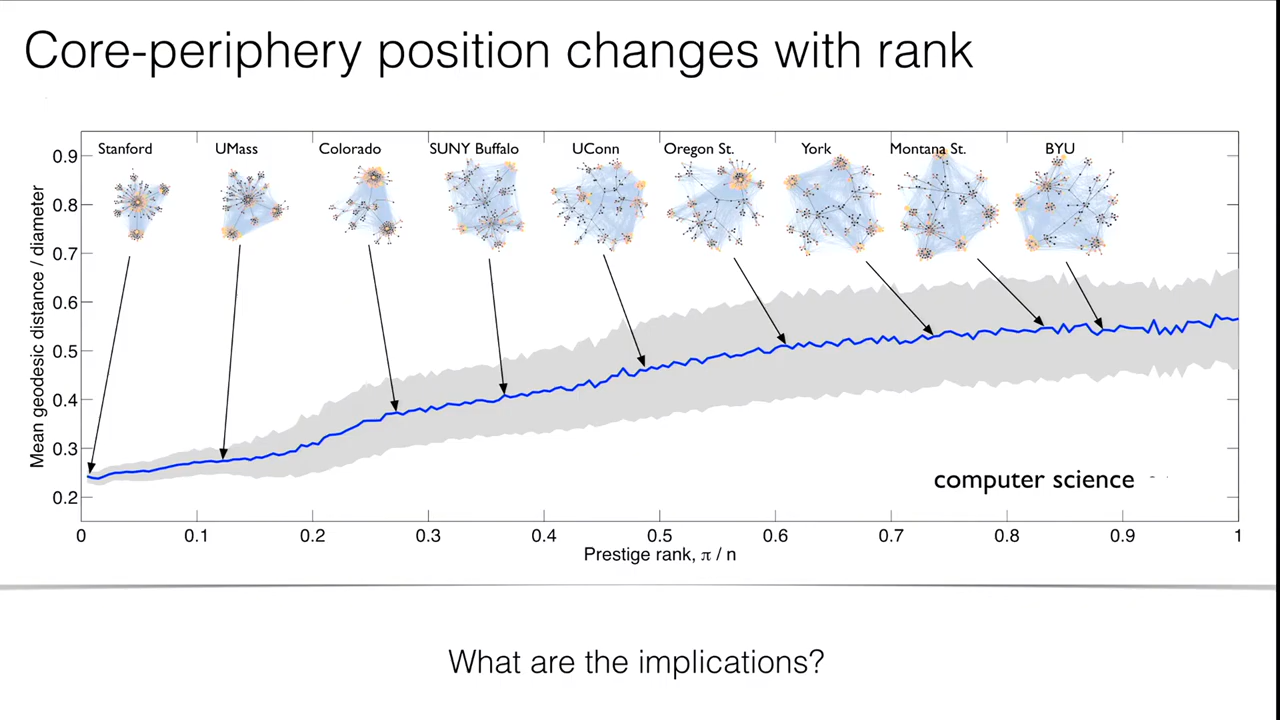 Core-periphery position changes with rank
Stanford UMass Colorado SUNY Buffalo UConn Oregon St. York Montana St. BYU
Mean geodesic distance / diameter
0.9
0.8
0.7
0.6
0.5
0.4
0.3
0.2
computer science
0 0.1 0.2 0.3 0.4 0.5 0.6 0.7 0.8 0.9 1
Prestige rank, π / n
What are the implications?